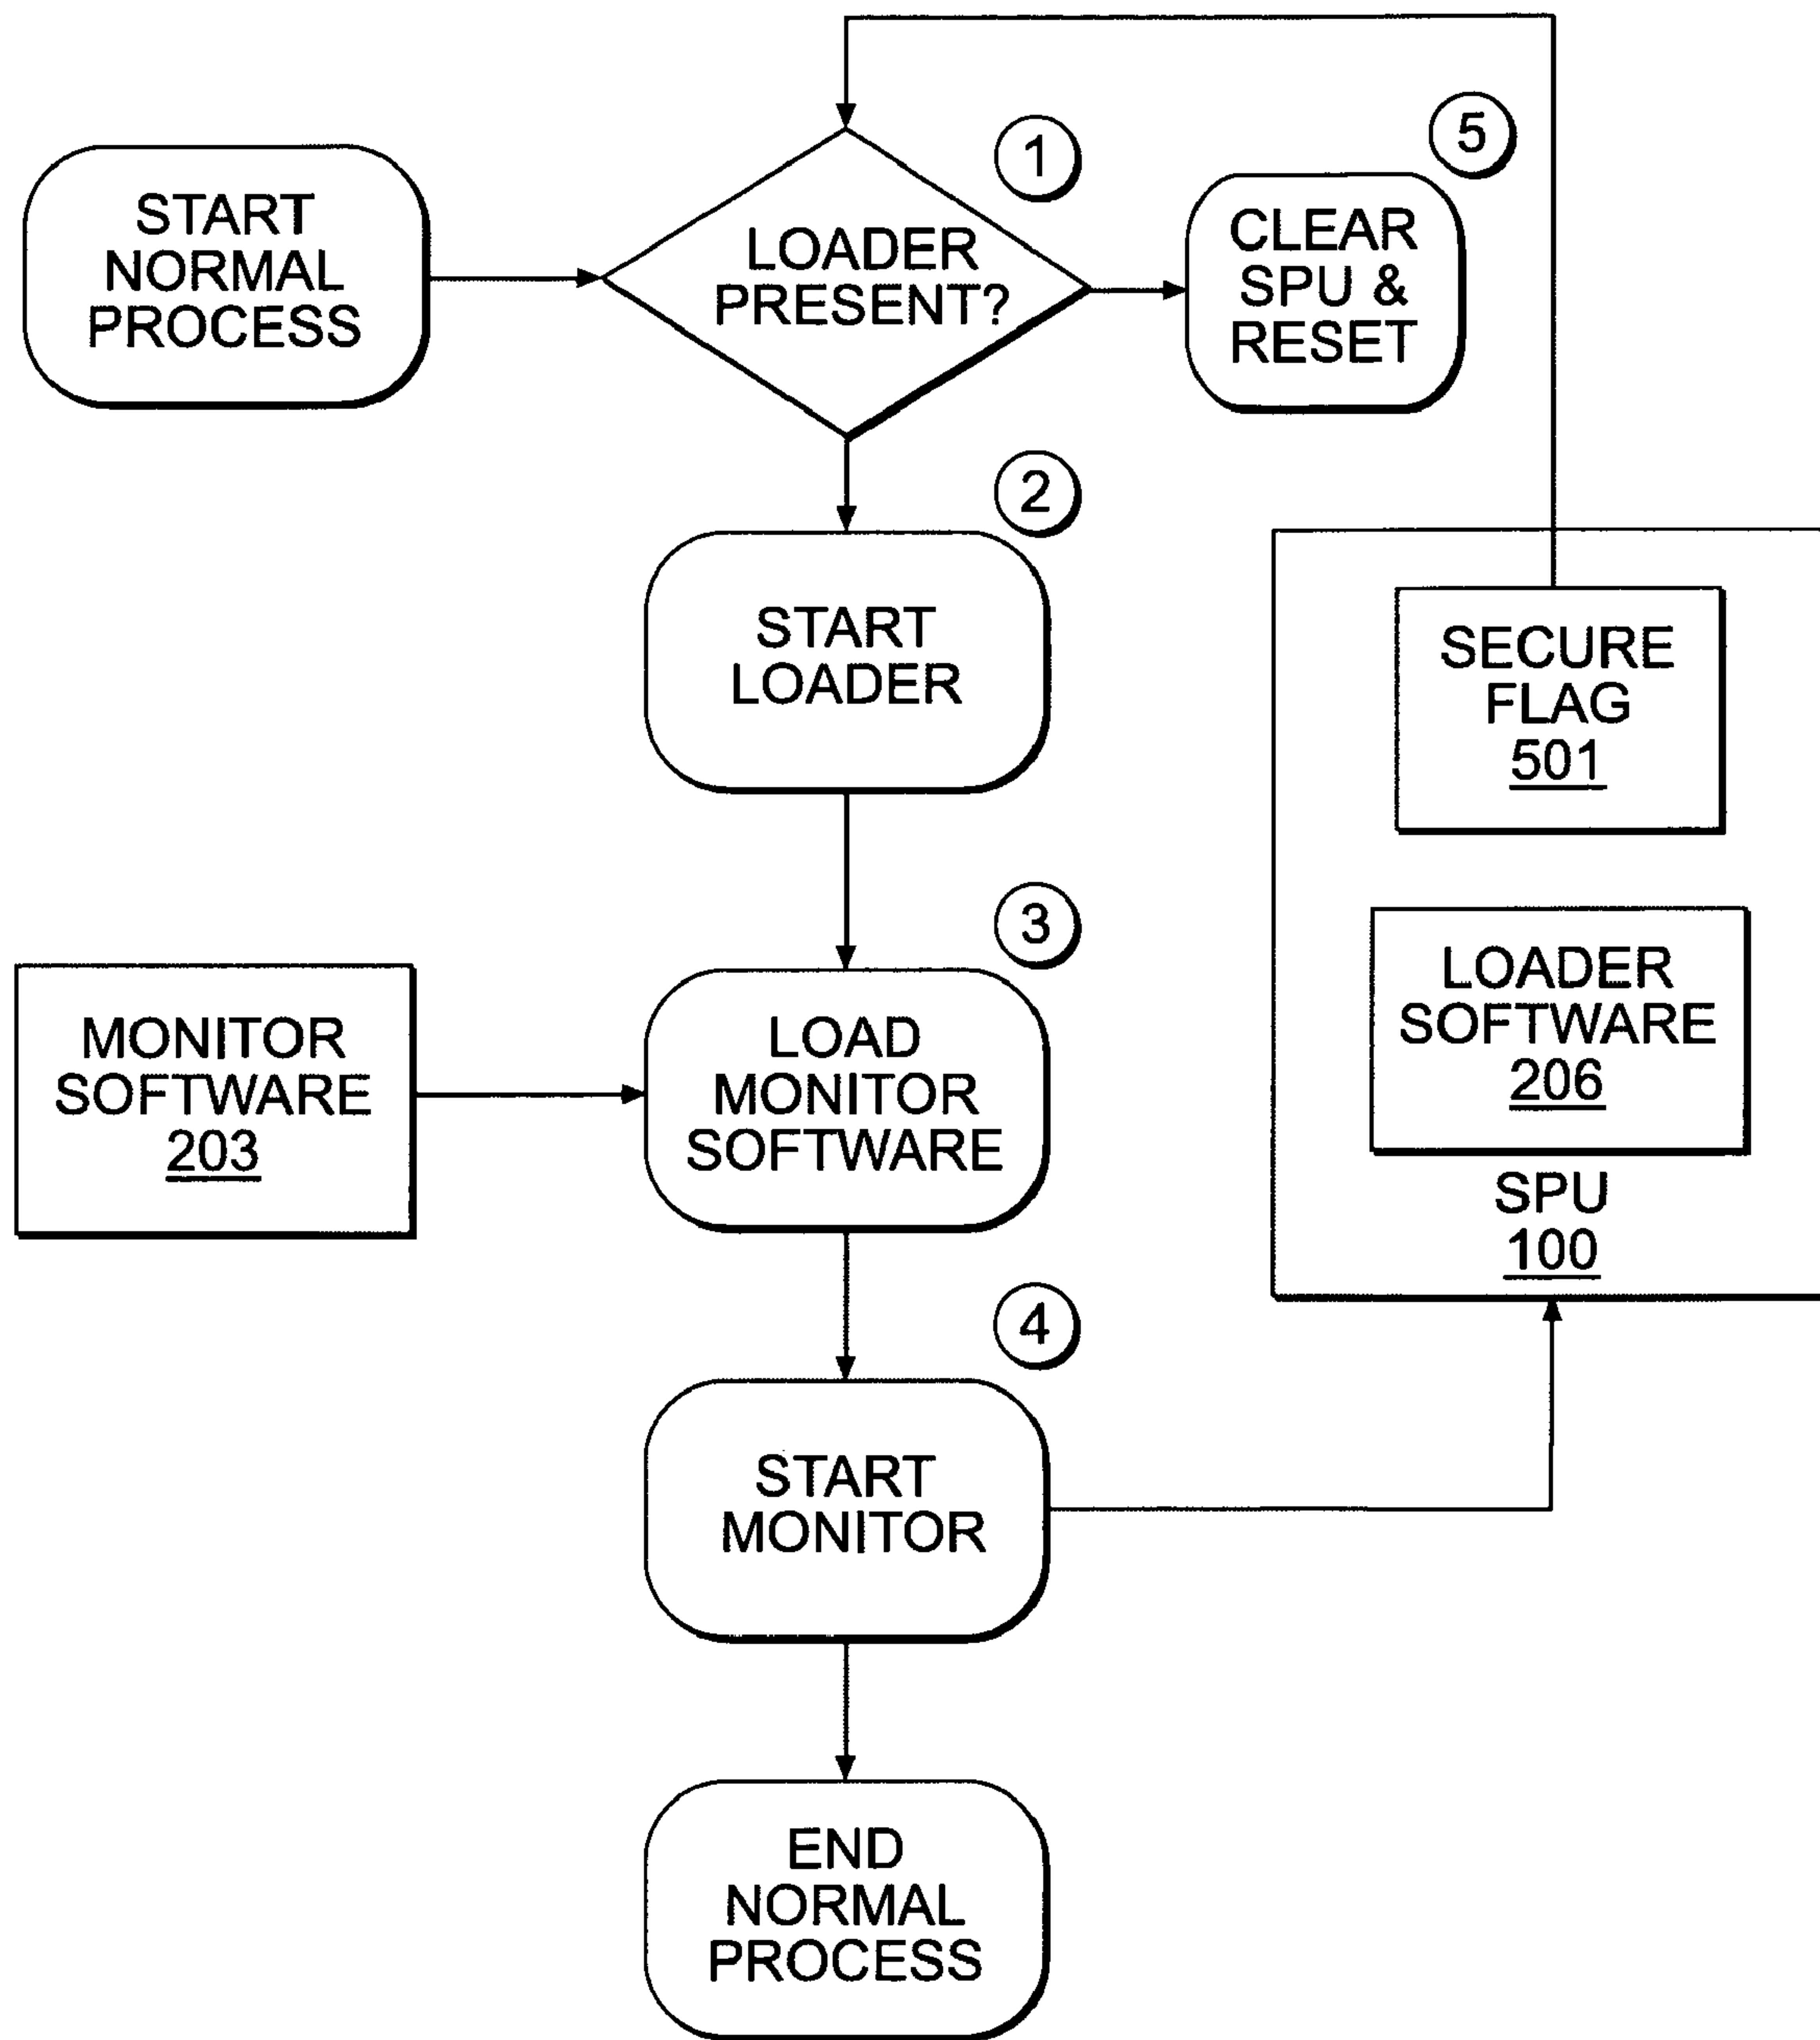 START
NORMAL
PROCESS
LOADER
PRESENT?
1
CLEAR
SPU &
RESET
5
2
START
LOADER
SECURE
FLAG
501
3
MONITOR
SOFTWARE
203
LOAD
MONITOR
SOFTWARE
LOADER
SOFTWARE
206
SPU
100
4
START
MONITOR
END
NORMAL
PROCESS